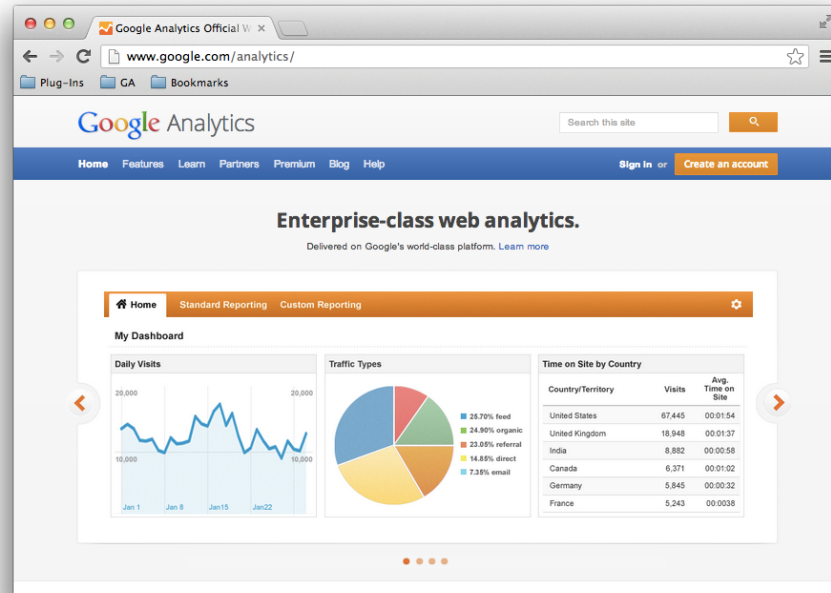 Google Analytics Official W
www.google.com/analytics/
Plug-Ins GA Bookmarks
Google Analytics
Search this site
Home Features Learn Partners Premium Blog Help Sign in or Create an account
Enterprise-class web analytics.
Delivered on Google's world-class platform. Learn more
Home Standard Reporting Custom Reporting
My Dashboard
Daily Visits
20,000 20,000
10,000 10,000
Jan 1 Jan 8 Jan15 Jan22
Traffic Types
25.70% feed
24.90% organic
23.05% referral
14.85% direct
7.35% email
Time on Site by Country
Country/Territory Visits Avg. Time on Site
United States 67,445 00:01:54
United Kingdom 18,948 00:01:37
India 8,882 00:00:58
Canada 6,371 00:01:02
Germany 5,845 00:00:32
France 5,243 00:0038